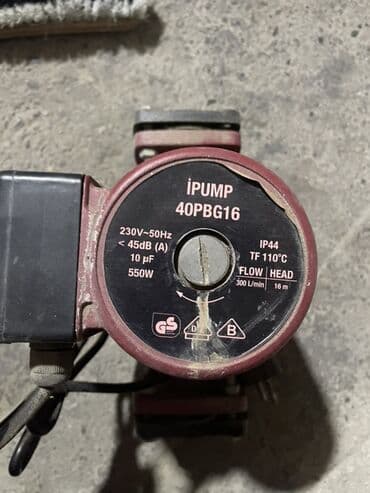 İPUMP
40PBG16
230V~50Hz
< 45dB (A)
10 µF
550W
IP44
TF 110°C
FLOW HEAD
300 L/min 16 m
GS
D
B